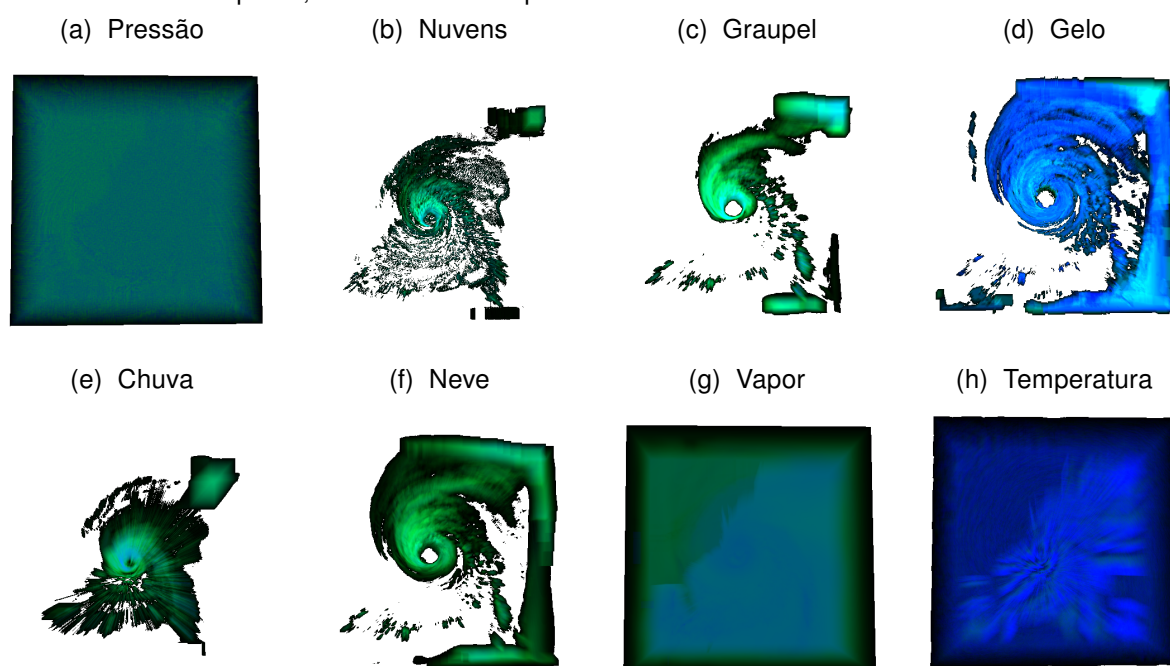 (a) Pressão
(b) Nuvens
(c) Graupel
(d) Gelo
(e) Chuva
(f) Neve
(g) Vapor
(h) Temperatura